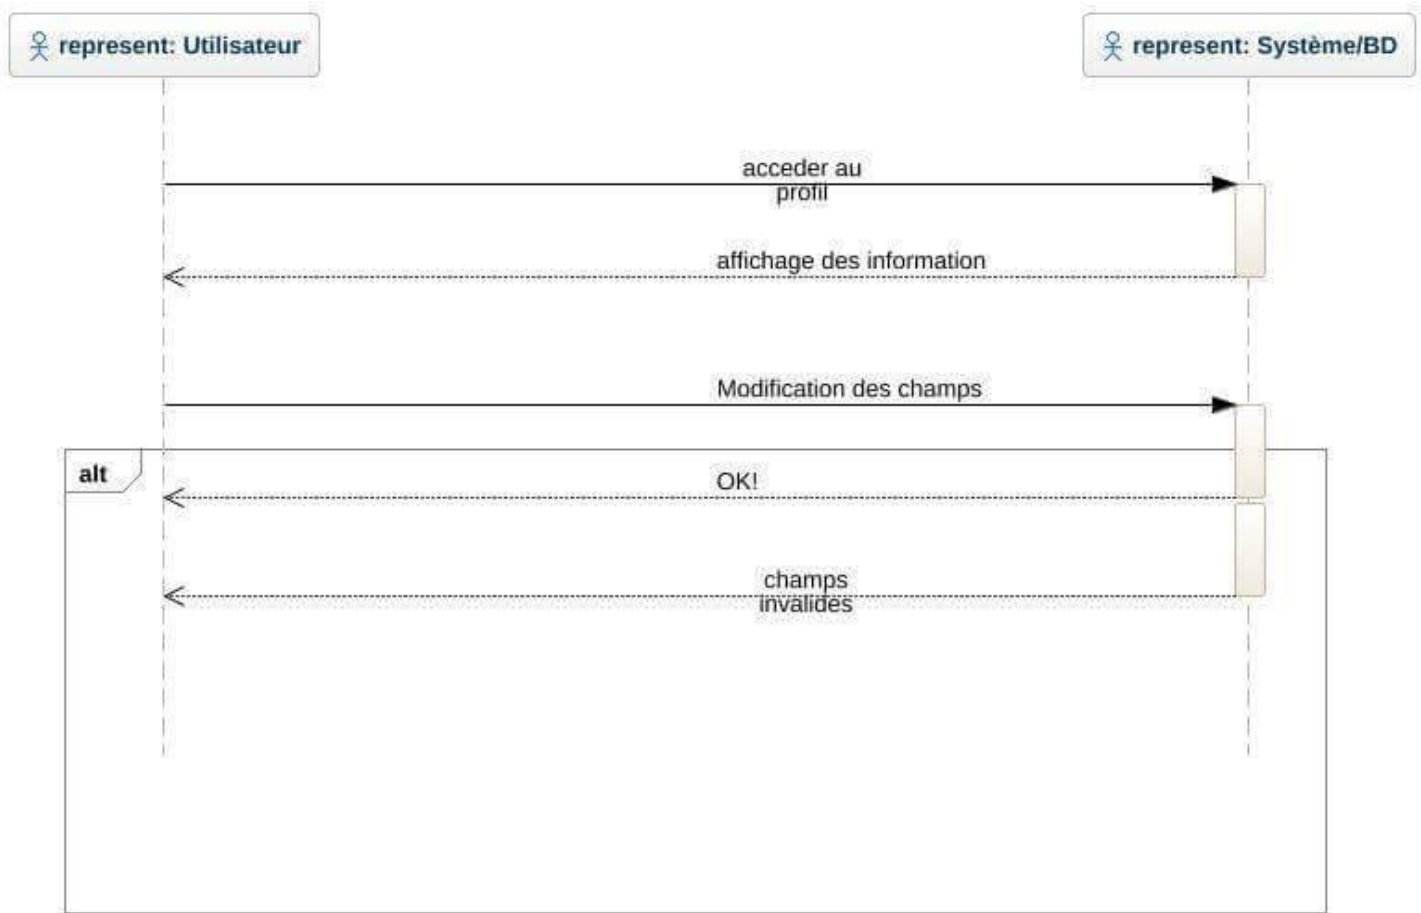 represent: Utilisateur
represent: Système/BD
acceder au
profil
affichage des information
Modification des champs
alt
OK!
champs
invalides